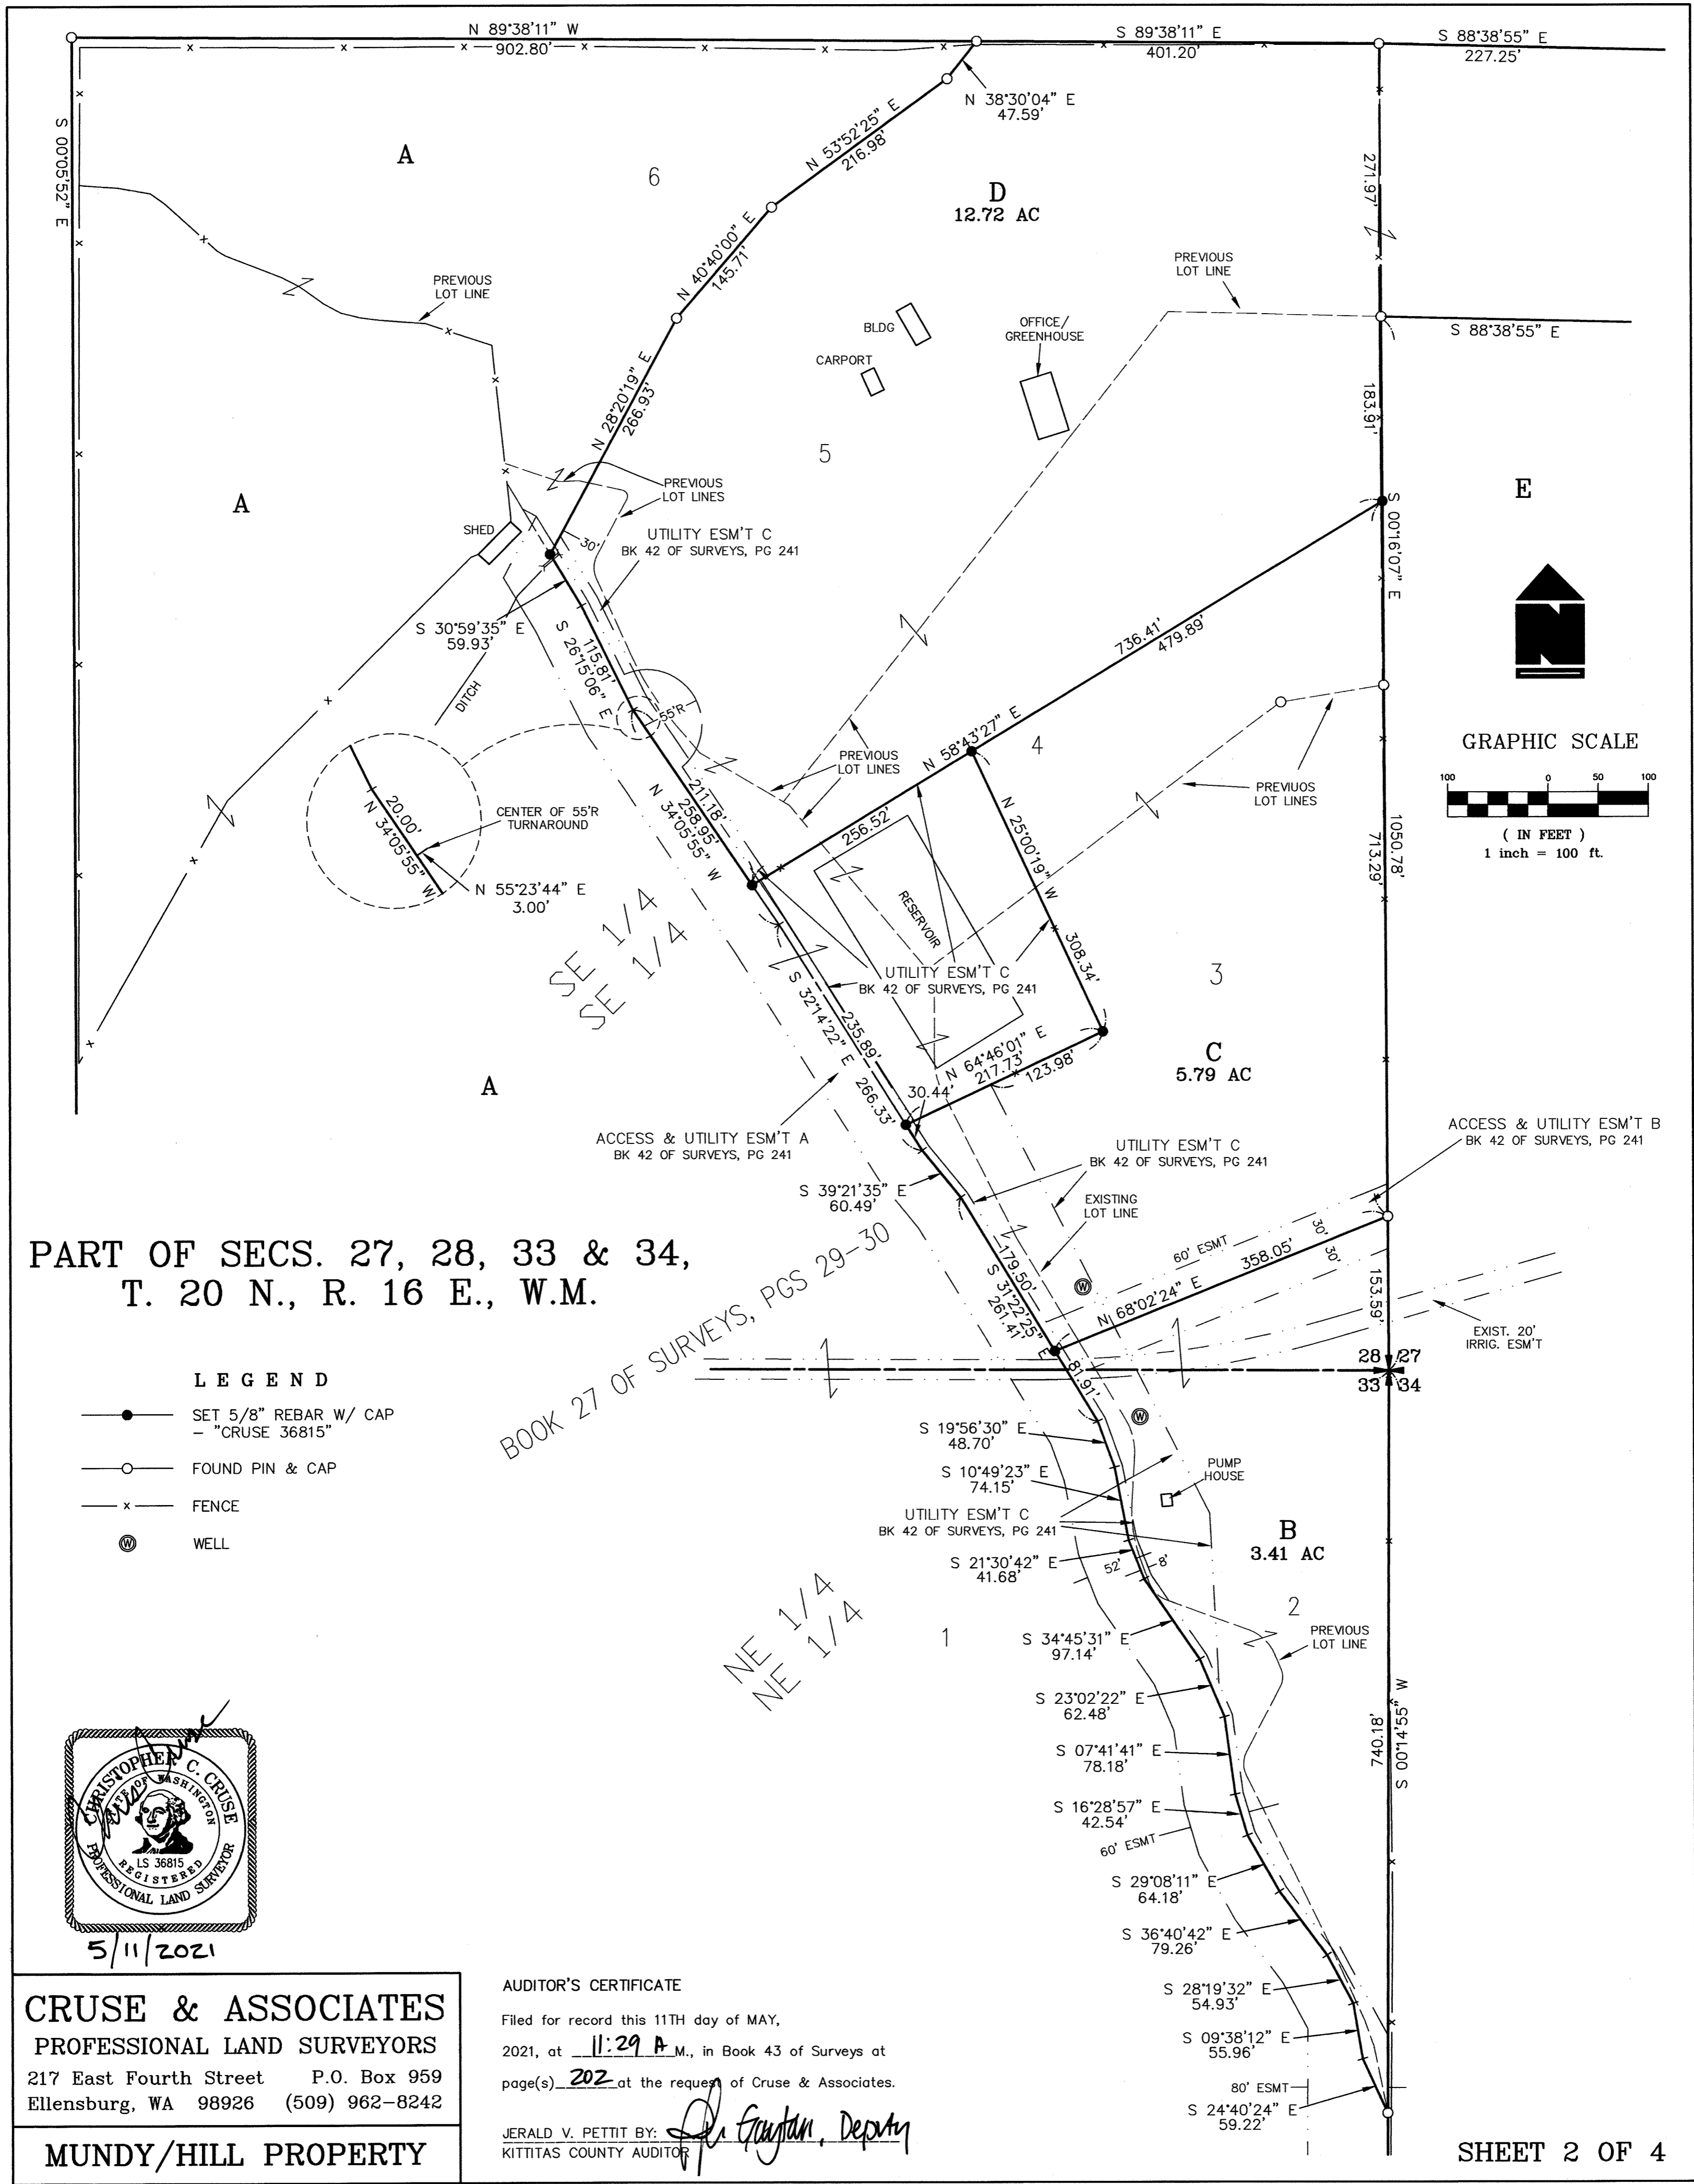 N 89°38'11" W
902.80'
S 89°38'11" E
401.20'
S 88°38'55" E
227.25'
N 38°30'04" E
47.59'
S 00°05'52" E
A
6
N 53°52'25" E
216.98'
D
12.72 AC
271.97'
N 40°40'00" E
145.71'
PREVIOUS
LOT LINE
PREVIOUS
LOT LINE
BLDG
OFFICE/
GREENHOUSE
CARPORT
S 88°38'55" E
N 28°20'19" E
266.93'
183.91'
5
A
E
PREVIOUS
LOT LINES
SHED
30'
UTILITY ESM'T C
BK 42 OF SURVEYS, PG 241
S 00°16'07" E
S 30°59'35" E
59.93'
115.81'
S 26°15'06" E
736.41'
479.89'
N 58°43'27" E
DITCH
55'R
4
GRAPHIC SCALE
100 0 50 100
( IN FEET )
1 inch = 100 ft.
PREVIOUS
LOT LINES
PREVIUOS
LOT LINES
20.00'
N 34°05'55" W
CENTER OF 55'R
TURNAROUND
N 55°23'44" E
3.00'
211.18'
258.95'
N 34°05'55" W
256.52'
N 25°00'19" W
308.34'
1050.78'
713.29'
RESERVOIR
SE 1/4
SE 1/4
UTILITY ESM'T C
BK 42 OF SURVEYS, PG 241
3
S 32°14'22" E
235.89'
266.33'
N 64°46'01" E
217.73'
123.98'
30.44'
C
5.79 AC
A
ACCESS & UTILITY ESM'T A
BK 42 OF SURVEYS, PG 241
UTILITY ESM'T C
BK 42 OF SURVEYS, PG 241
ACCESS & UTILITY ESM'T B
BK 42 OF SURVEYS, PG 241
S 39°21'35" E
60.49'
EXISTING
LOT LINE
60' ESMT
30'
30'
358.05'
N 68°02'24" E
153.59'
179.50'
S 31°22'25" E
261.41'
W
PART OF SECS. 27, 28, 33 & 34,
T. 20 N., R. 16 E., W.M.
BOOK 27 OF SURVEYS, PGS 29-30
EXIST. 20'
IRRIG. ESM'T
28 27
33 34
81.91'
LEGEND
SET 5/8" REBAR W/ CAP
- "CRUSE 36815"
FOUND PIN & CAP
x FENCE
W WELL
W
S 19°56'30" E
48.70'
S 10°49'23" E
74.15'
PUMP
HOUSE
UTILITY ESM'T C
BK 42 OF SURVEYS, PG 241
B
3.41 AC
S 21°30'42" E
41.68'
52'
8'
NE 1/4
NE 1/4
1
2
S 34°45'31" E
97.14'
PREVIOUS
LOT LINE
S 23°02'22" E
62.48'
S 07°41'41" E
78.18'
740.18'
S 00°14'55" W
S 16°28'57" E
42.54'
60' ESMT
S 29°08'11" E
64.18'
S 36°40'42" E
79.26'
S 28°19'32" E
54.93'
S 09°38'12" E
55.96'
80' ESMT
S 24°40'24" E
59.22'
CHRISTOPHER C. CRUSE
STATE OF WASHINGTON
LS 36815
REGISTERED
PROFESSIONAL LAND SURVEYOR
5/11/2021
CRUSE & ASSOCIATES
PROFESSIONAL LAND SURVEYORS
217 East Fourth Street P.O. Box 959
Ellensburg, WA 98926 (509) 962-8242
MUNDY/HILL PROPERTY
AUDITOR'S CERTIFICATE
Filed for record this 11TH day of MAY,
2021, at 11:29 A M., in Book 43 of Surveys at
page(s) 202 at the request of Cruse & Associates.
JERALD V. PETTIT BY: Deputy
KITTITAS COUNTY AUDITOR
SHEET 2 OF 4